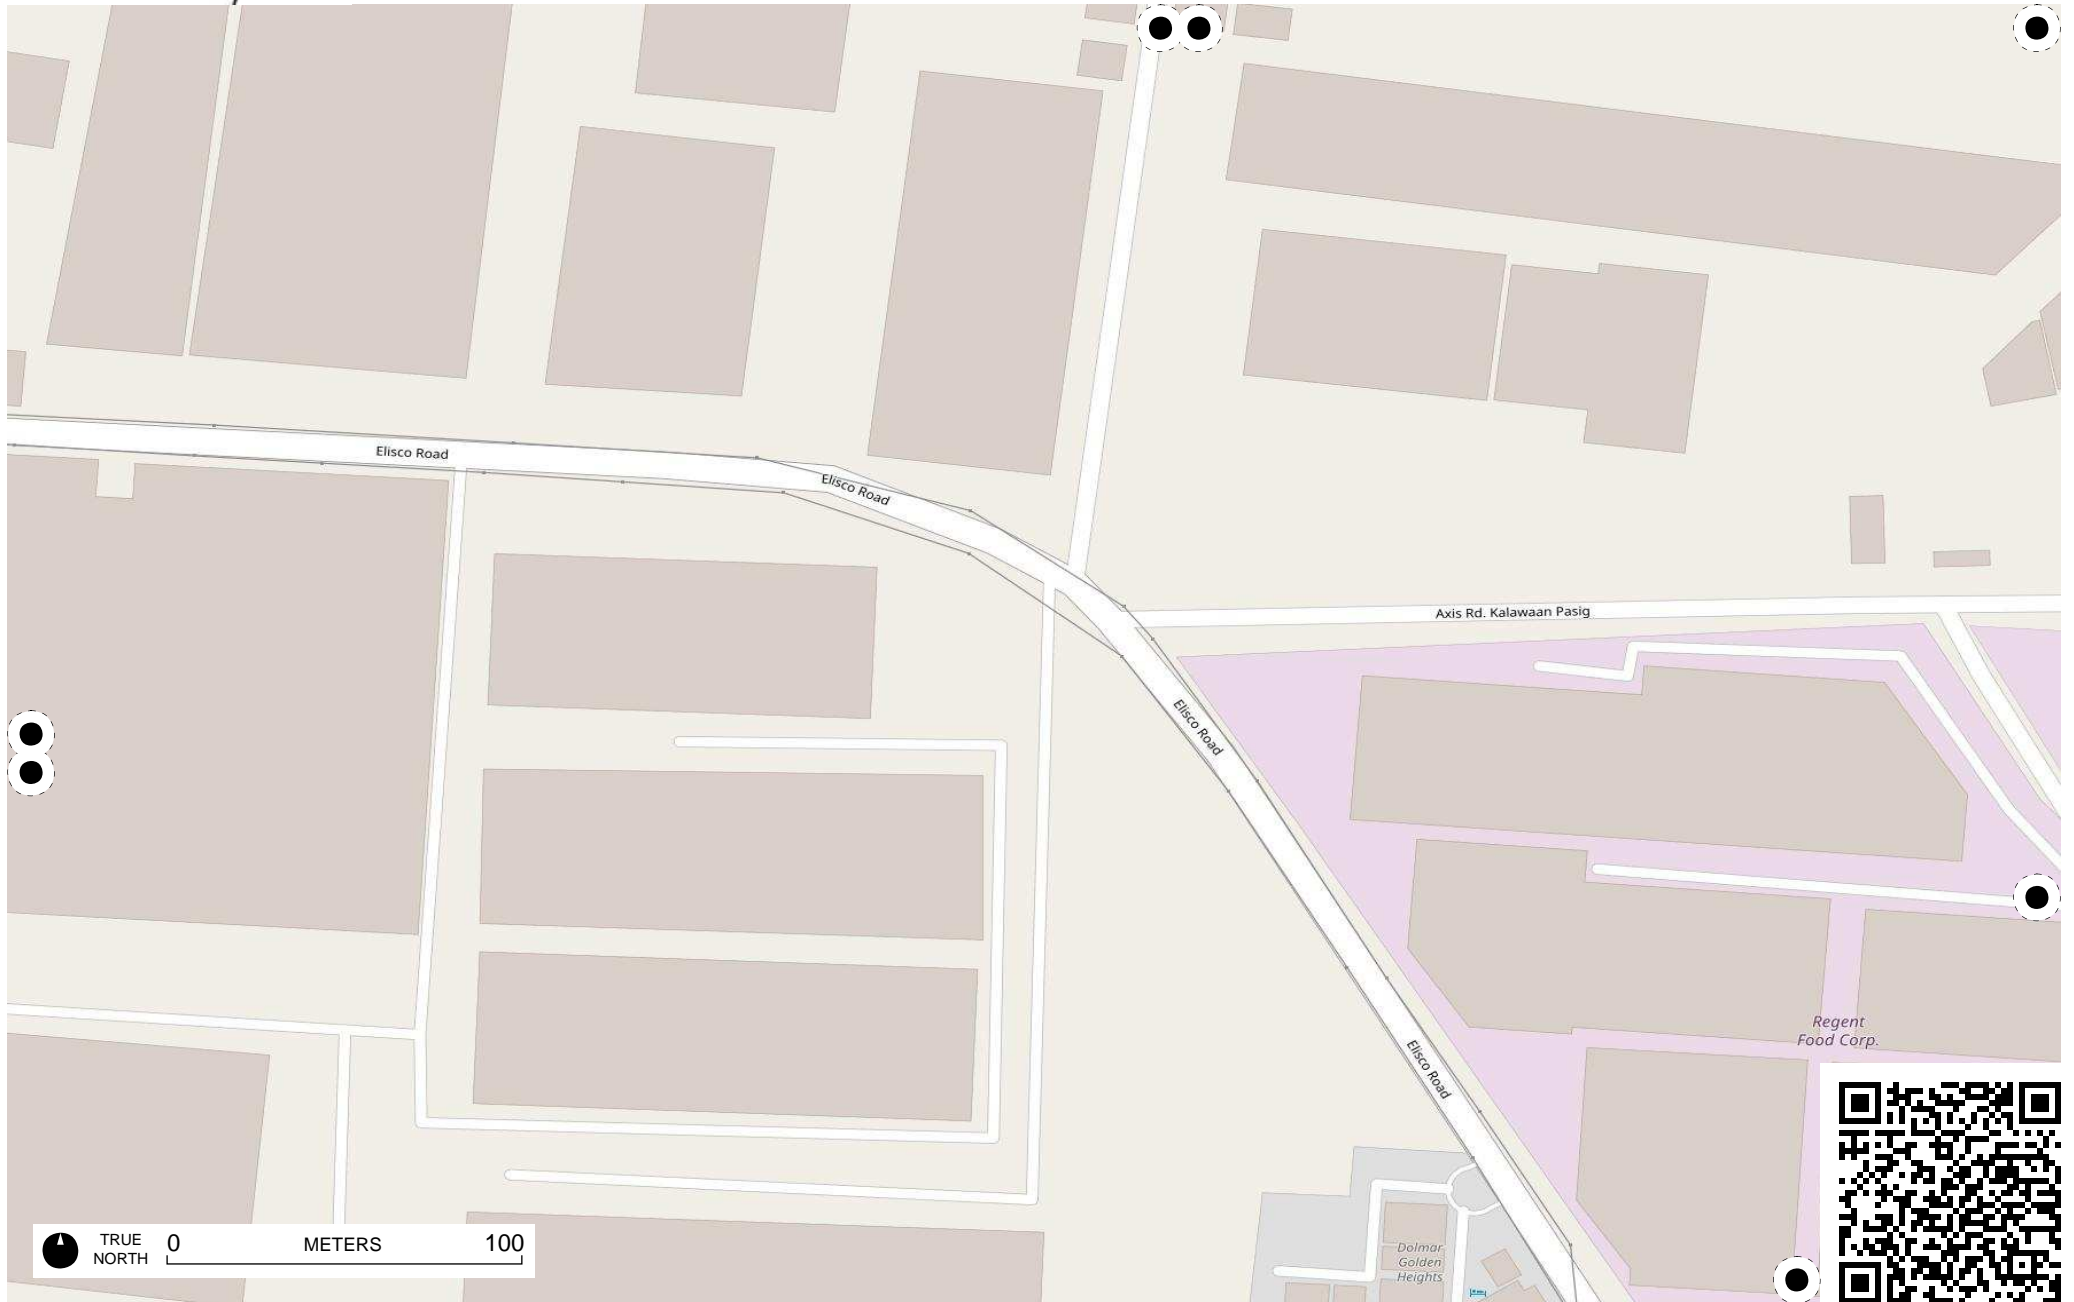 Elisco Road
Elisco Road
Axis Rd. Kalawaan Pasig
Elisco Road
Regent
Food Corp.
Elisco Road
TRUE
NORTH
0
METERS
100
Dolmar
Golden
Heights